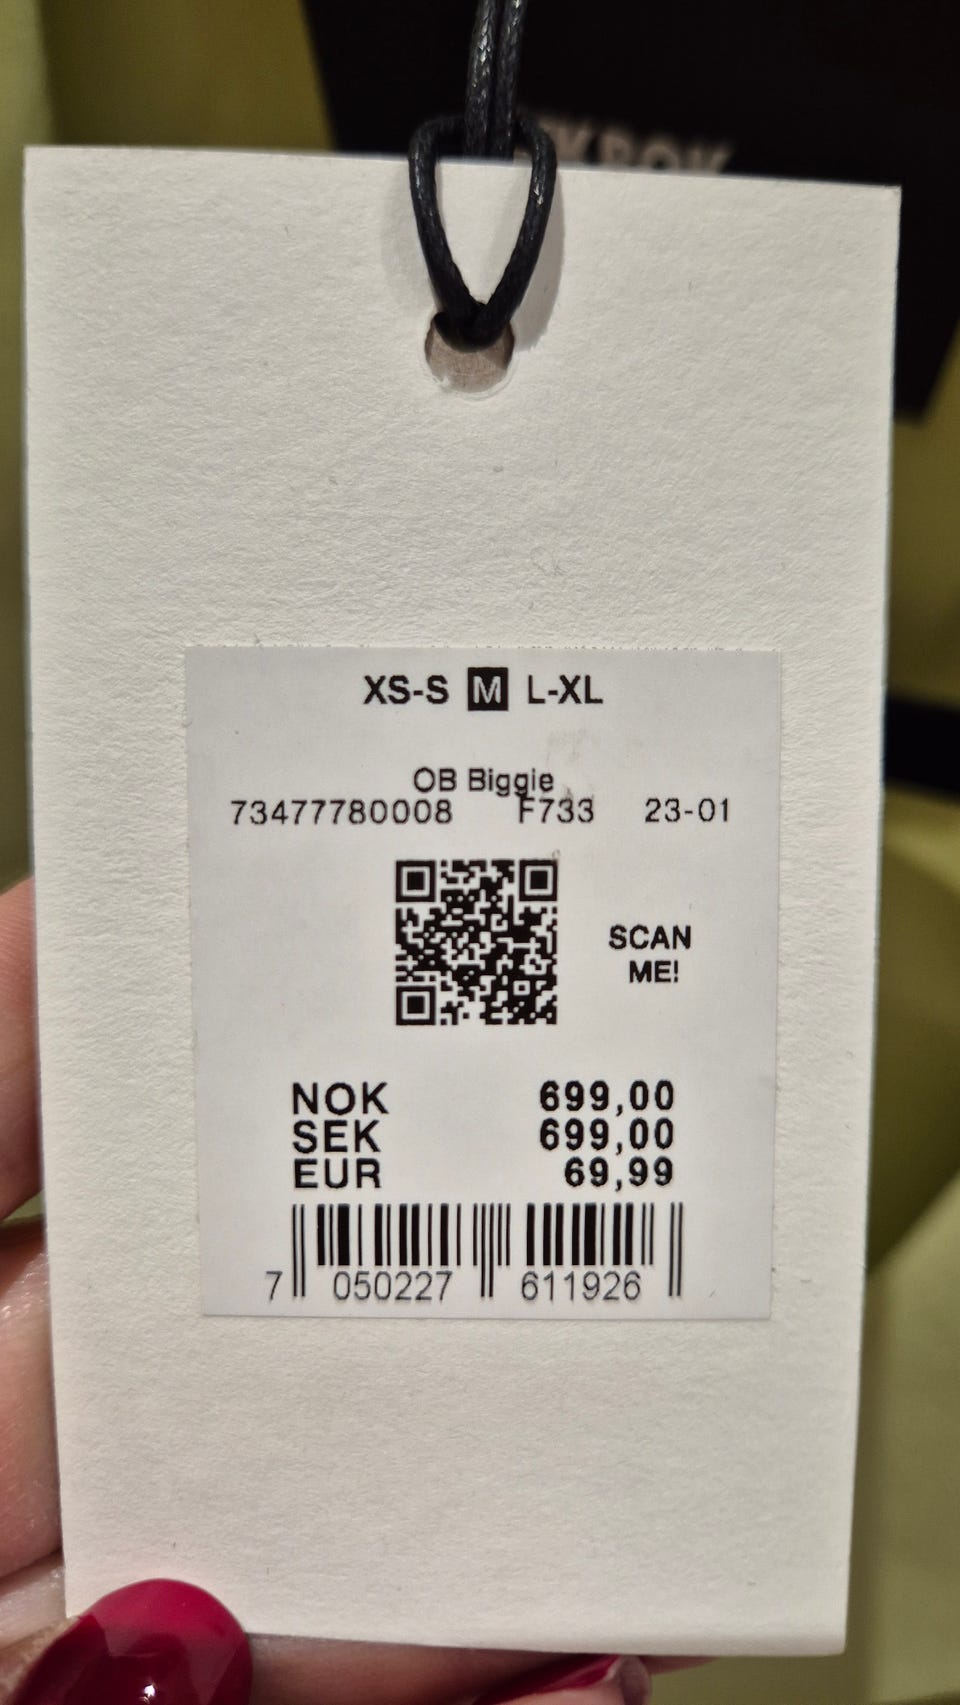 XS-S M L-XL
OB Biggie
73477780008 F733 23-01
SCAN
ME!
NOK 699,00
SEK 699,00
EUR 69,99
7 050227 611926